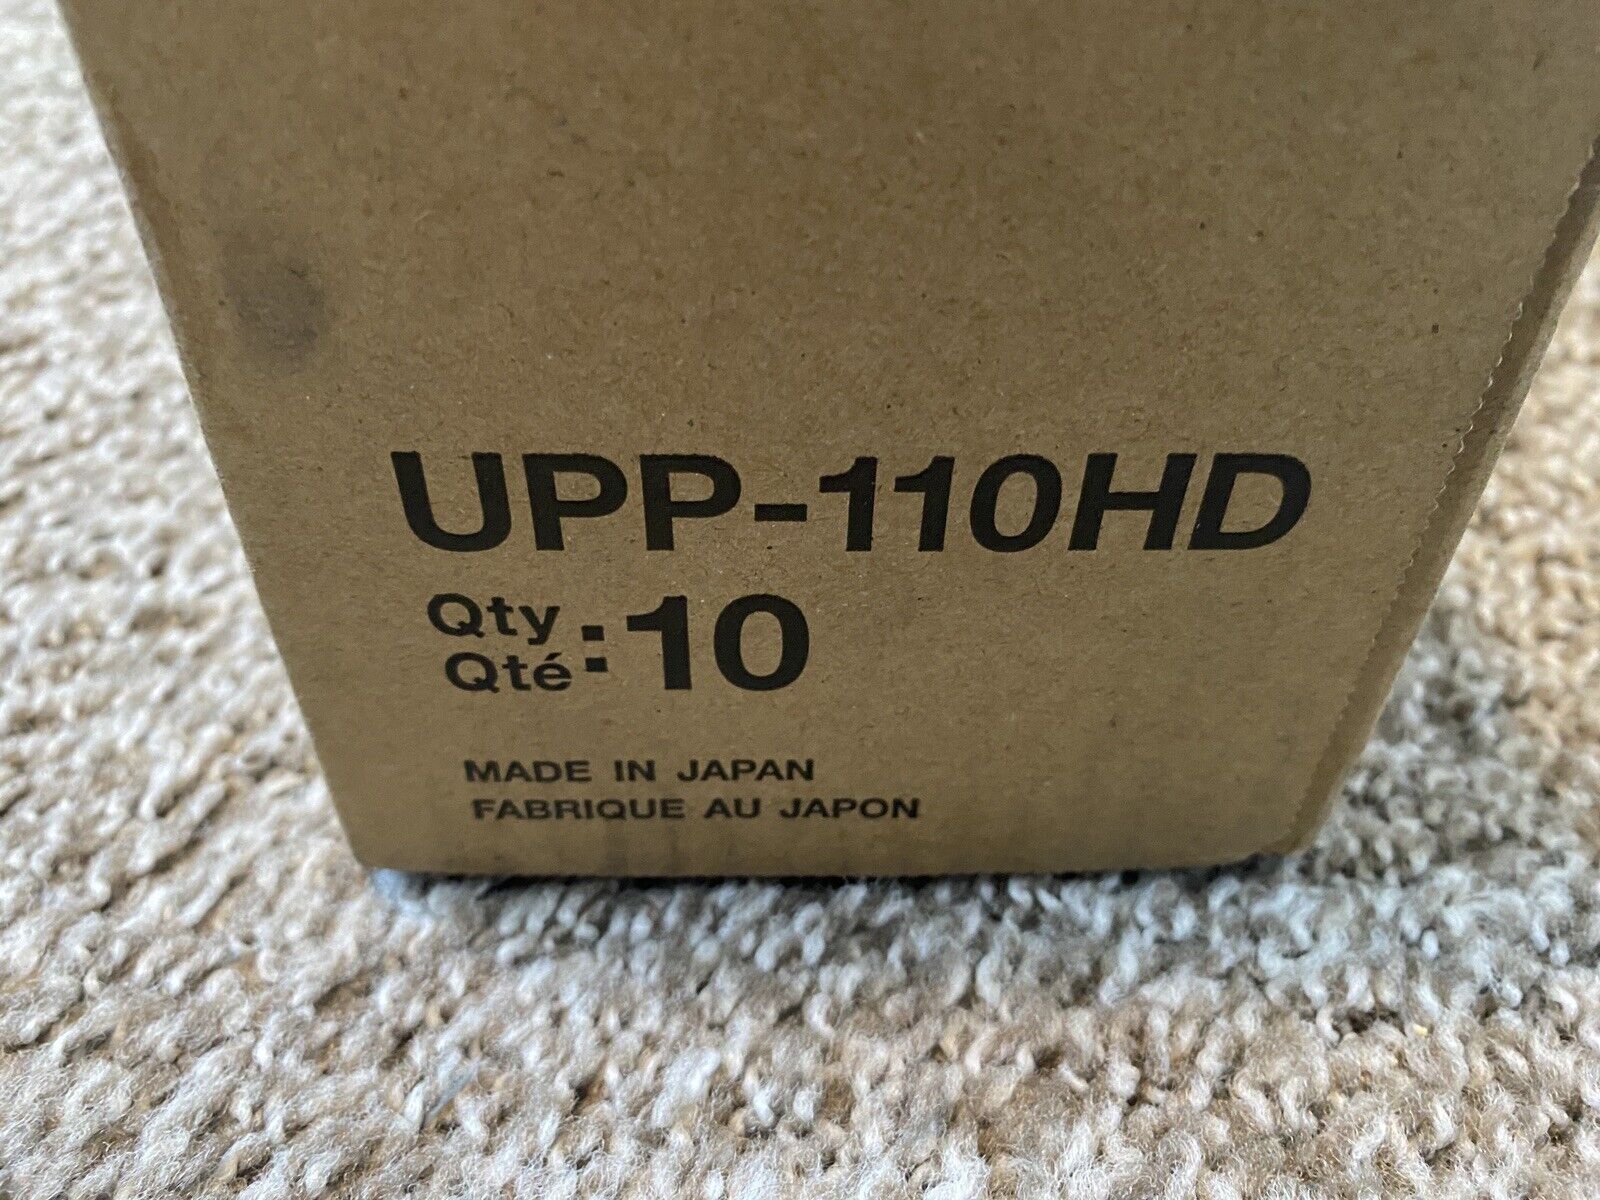 UPP-110HD
Qty
Qté :10
MADE IN JAPAN
FABRIQUE AU JAPON